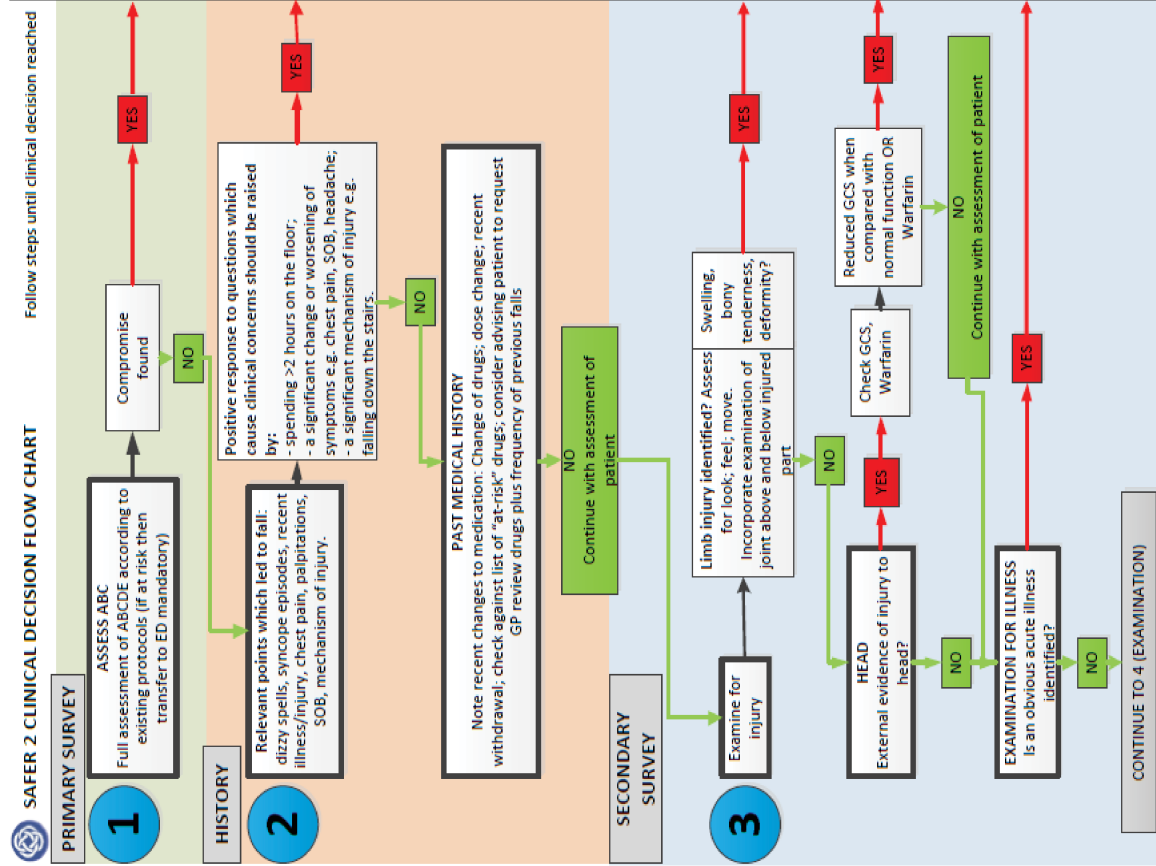 SAFER 2 CLINICAL DECISION FLOW CHART
Follow steps until clinical decision reached
PRIMARY SURVEY
1
ASSESS ABC
Full assessment of ABCDE according to
existing protocols (if at risk then
transfer to ED mandatory)
Compromise
found
YES
NO
HISTORY
2
Relevant points which led to fall:
dizzy spells, syncope episodes, recent
illness/injury, chest pain, palpitations,
SOB, mechanism of injury.
Positive response to questions which
cause clinical concerns should be raised
by:
- spending >2 hours on the floor;
- a significant change or worsening of
symptoms e.g. chest pain, SOB, headache;
- a significant mechanism of injury e.g.
falling down the stairs.
YES
NO
PAST MEDICAL HISTORY
Note recent changes to medication: Change of drugs; dose change; recent
withdrawal; check against list of "at-risk" drugs; consider advising patient to request
GP review drugs plus frequency of previous falls
NO
Continue with assessment of
patient
SECONDARY
SURVEY
3
Examine for
injury
Limb injury identified? Assess
for look; feel; move.
Incorporate examination of
joint above and below injured
part
Swelling,
bony
tenderness,
deformity?
YES
NO
HEAD
External evidence of injury to
head?
YES
Check GCS,
Warfarin
Reduced GCS when
compared with
normal function OR
Warfarin
YES
NO
Continue with assessment of patient
NO
EXAMINATION FOR ILLNESS
Is an obvious acute illness
identified?
YES
NO
CONTINUE TO 4 (EXAMINATION)